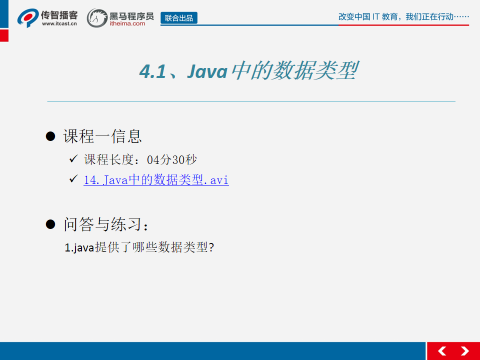 传智播客
www.itcast.cn
黑马程序员
itheima.com
联合出品
改变中国 IT 教育，我们正在行动……
4.1、Java中的数据类型
课程一信息
课程长度：04分30秒
14.Java中的数据类型.avi
问答与练习：
1.java提供了哪些数据类型?